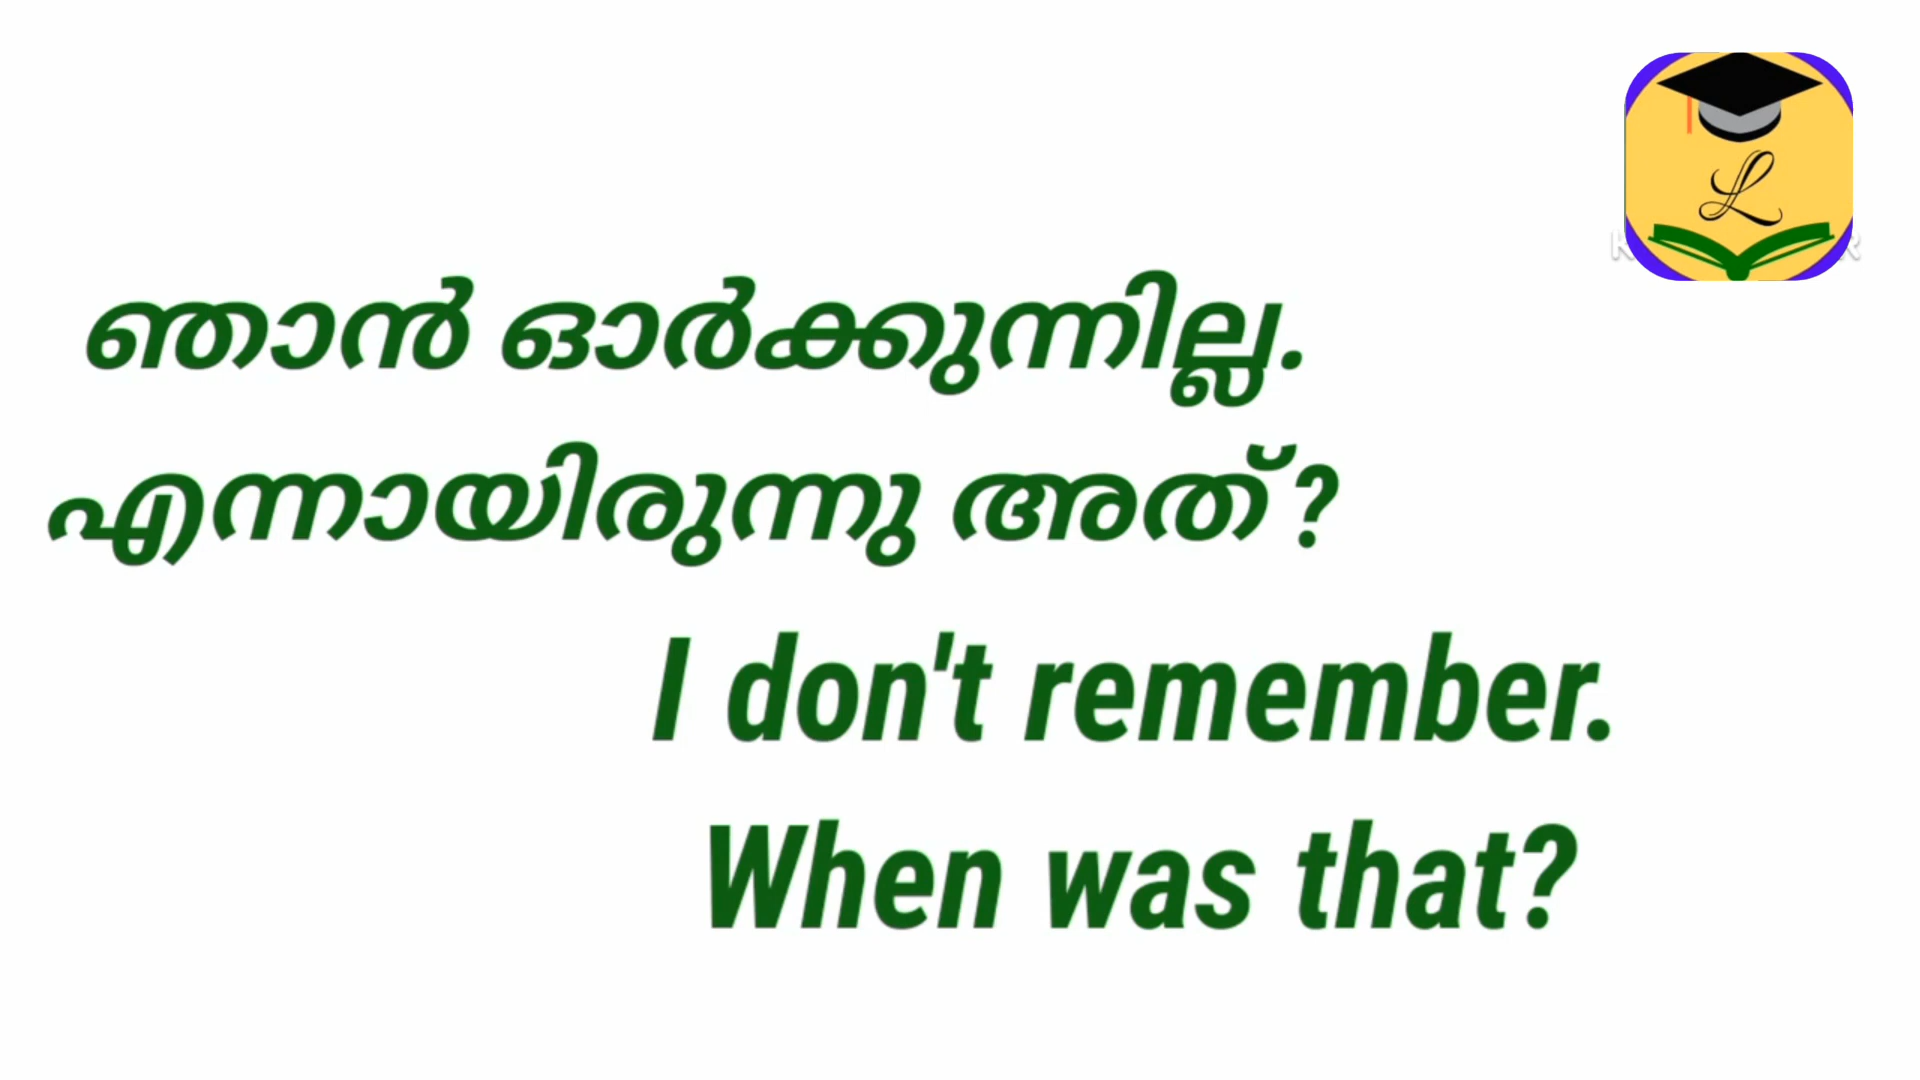 L
ഞാൻ ഓർക്കുന്നില്ല.
എന്നായിരുന്നു അത്?
I don't remember.
When was that?